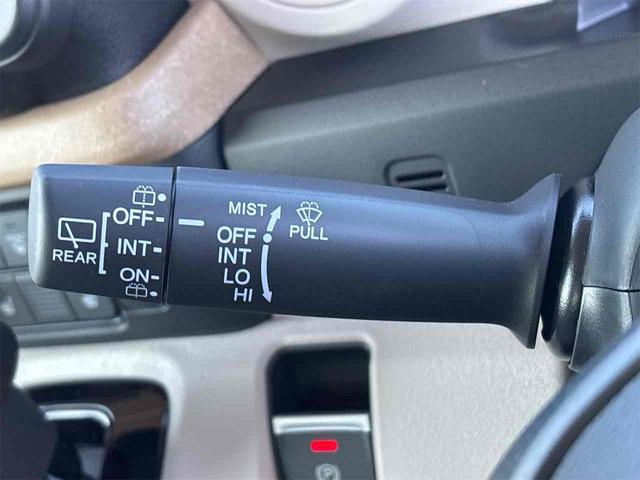 OFF
INT
REAR
ON
MIST
OFF
INT
LO
HI
PULL